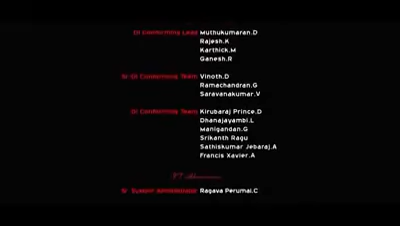 DI Conforming Lead Muthukumaran.D
Rajesh.K
Karthick.M
Ganesh.R
Sr DI Conforming Team Vinoth.D
Ramachandran.G
Saravanakumar.V
DI Conforming Team Kirubaraj Prince.D
Dhanajayambi.L
Manigandan.G
Srikanth Ragu
Sathiskumar Jebaraj.A
Francis Xavier.A
Sr System Administrator Ragava Perumal.C